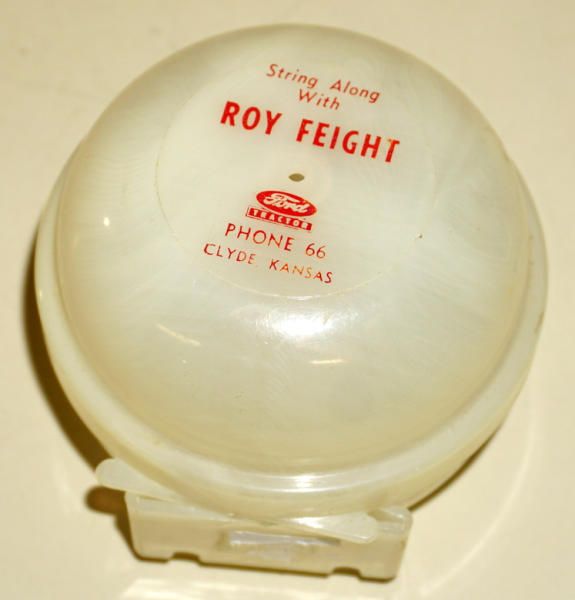 String Along
With
ROY FEIGHT
Ford
TRACTOR
PHONE 66
CLYDE, KANSAS